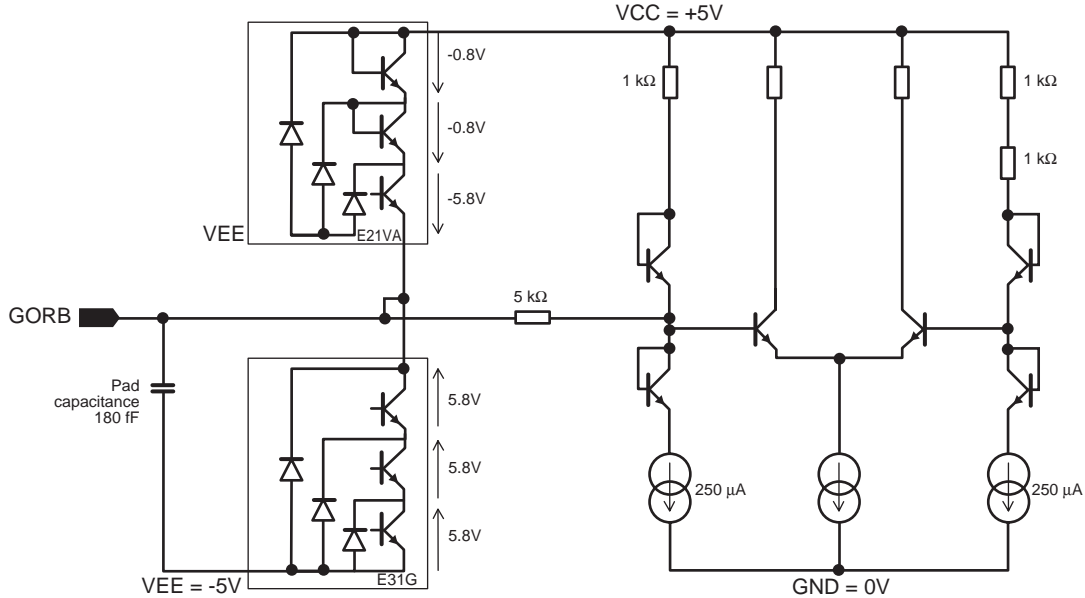 VCC = +5V
-0.8V
1 kΩ
1 kΩ
-0.8V
1 kΩ
-5.8V
VEE
E21VA
5 kΩ
GORB
Pad
capacitance
180 fF
5.8V
5.8V
250 µA
250 µA
5.8V
E31G
VEE = -5V
GND = 0V